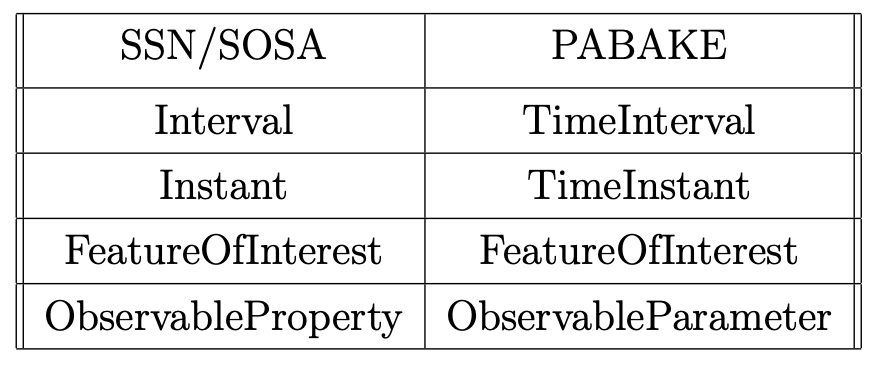 SSN/SOSA PABAKE
Interval TimeInterval
Instant TimeInstant
FeatureOfInterest FeatureOfInterest
ObservableProperty ObservableParameter